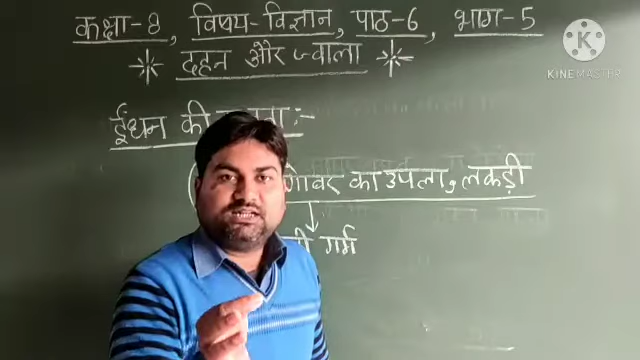 कक्षा-8, विषय-विज्ञान, पाठ-6, भाग-5
दहन और ज्वाला
ईंधन की :-
गोबर का उपला, लकड़ी
गर्म
KINEMASTER